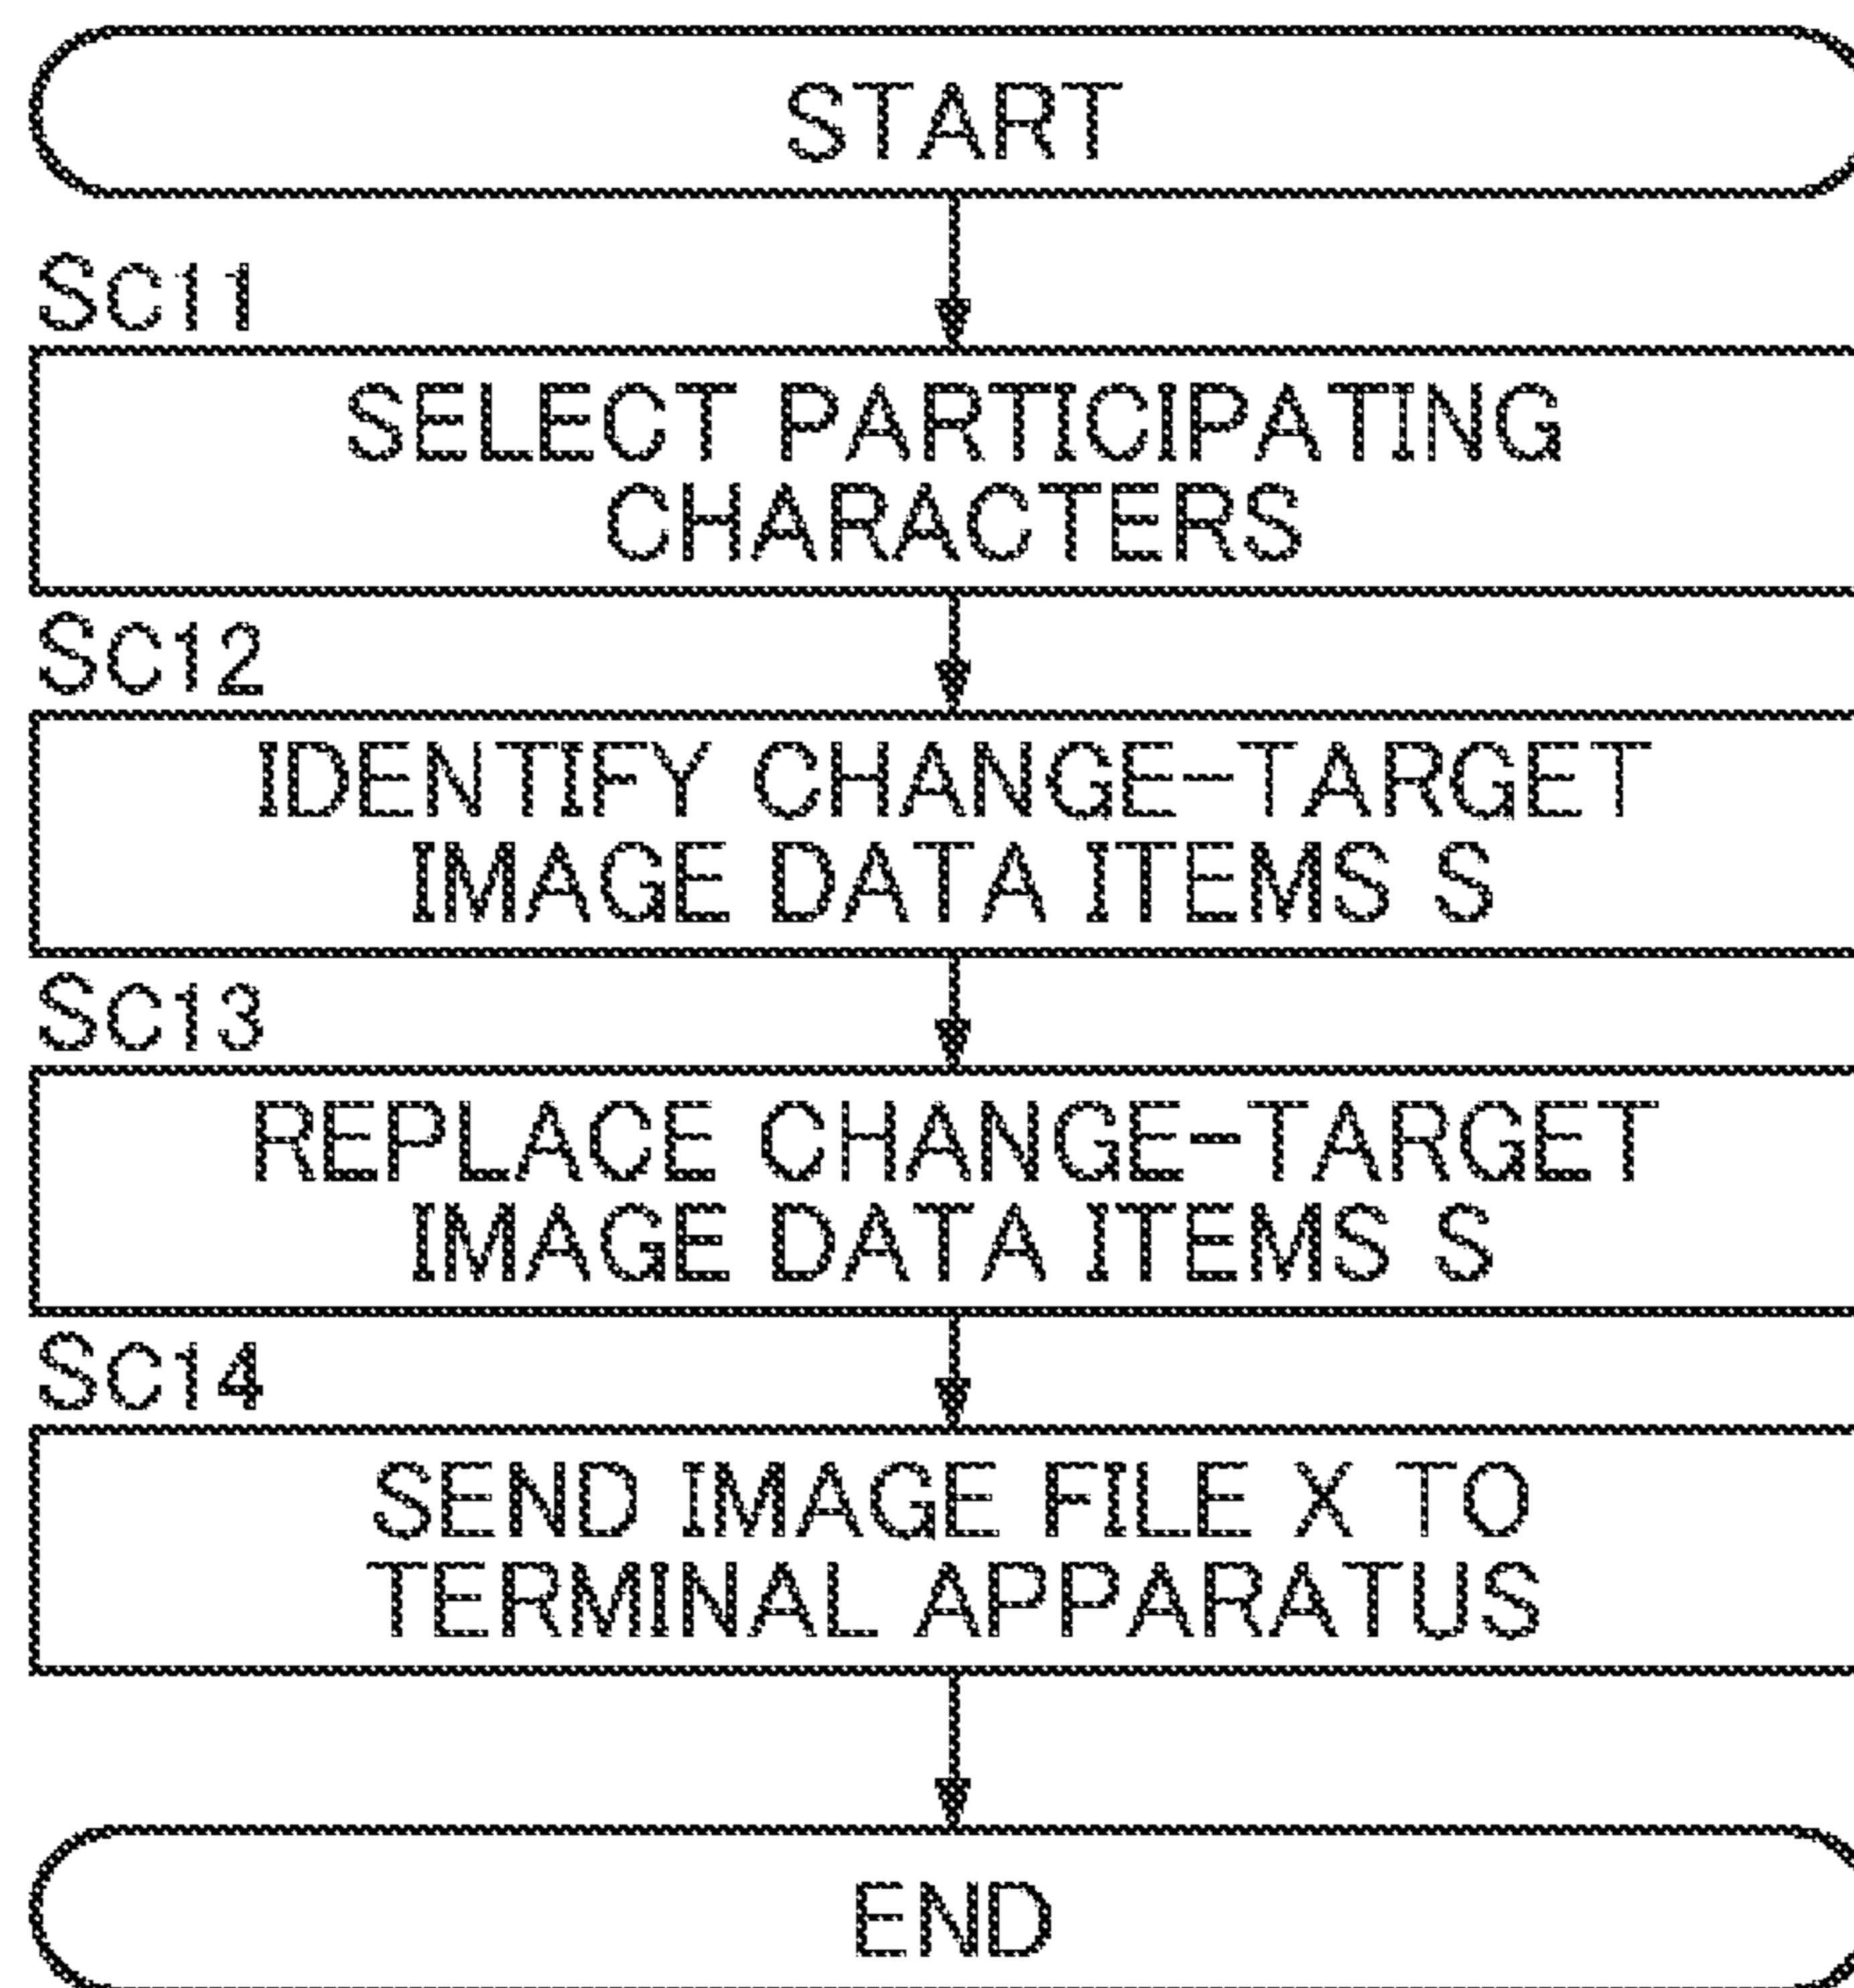 START
SC11
SELECT PARTICIPATING
CHARACTERS
SC12
IDENTIFY CHANGE-TARGET
IMAGE DATA ITEMS S
SC13
REPLACE CHANGE-TARGET
IMAGE DATA ITEMS S
SC14
SEND IMAGE FILE X TO
TERMINAL APPARATUS
END